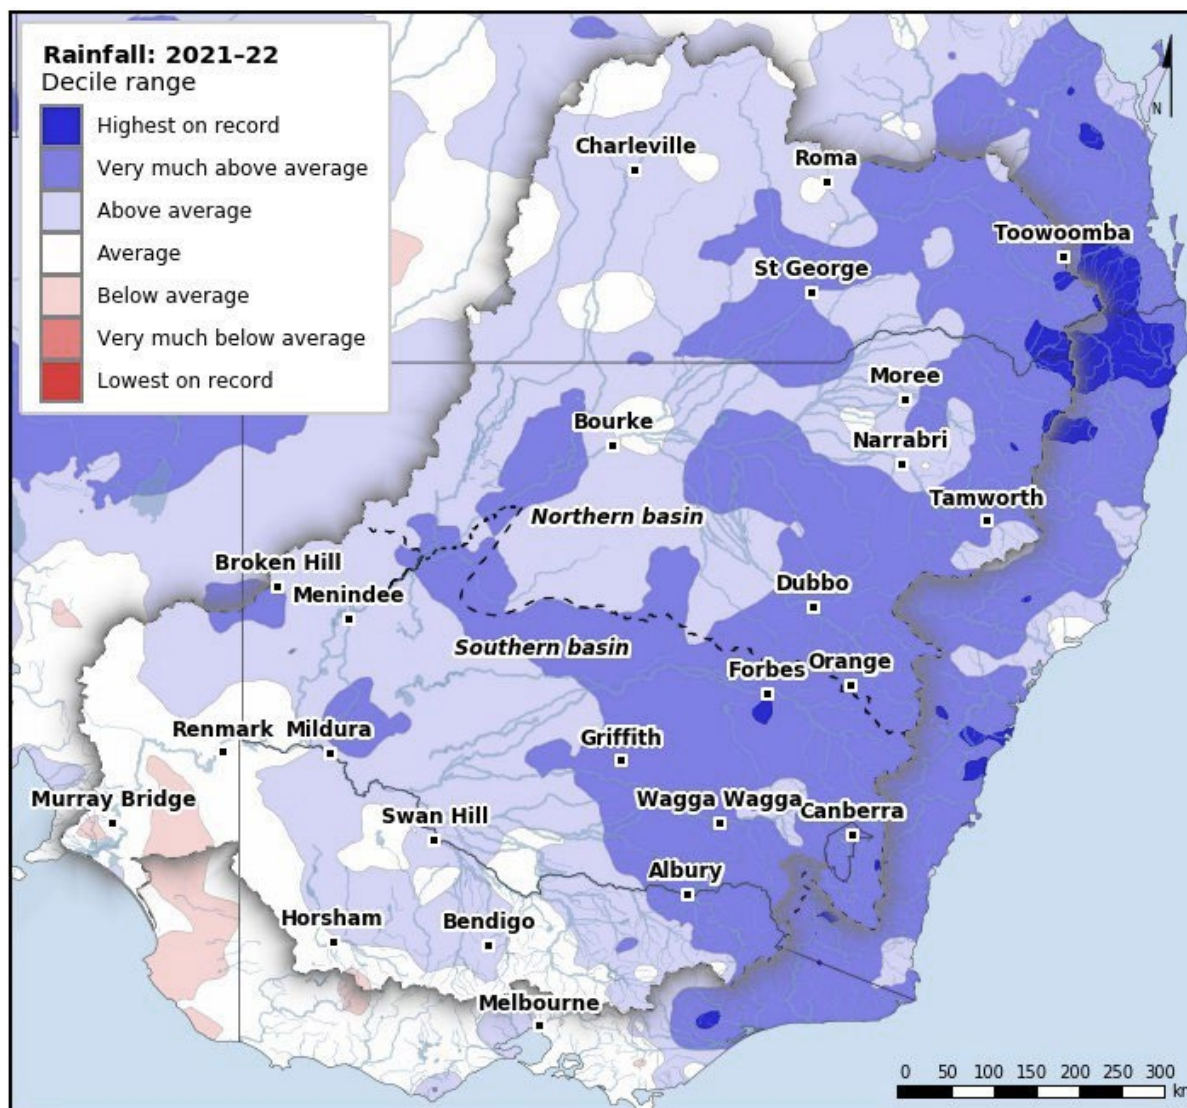 Rainfall: 2021–22
Decile range
Highest on record
Very much above average
Above average
Average
Below average
Very much below average
Lowest on record
N
Charleville
Roma
Toowoomba
St George
Moree
Bourke
Narrabri
Tamworth
Northern basin
Broken Hill
Menindee
Dubbo
Southern basin
Forbes
Orange
Renmark
Mildura
Griffith
Murray Bridge
Wagga Wagga
Canberra
Swan Hill
Albury
Horsham
Bendigo
Melbourne
0 50 100 150 200 250 300
km